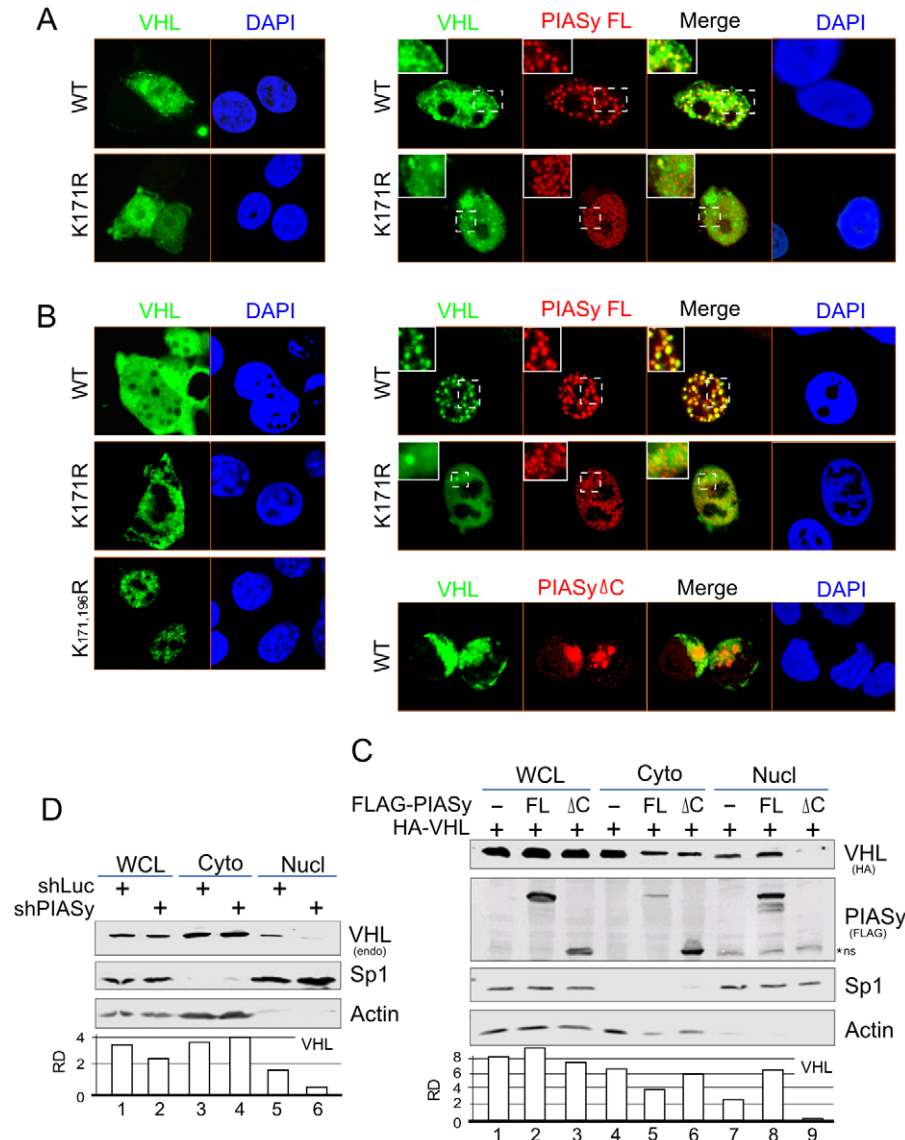 A
VHL DAPI VHL PIASy FL Merge DAPI
WT WT
K171R K171R
B
VHL DAPI VHL PIASy FL Merge DAPI
WT WT
K171R K171R
K171,196R
VHL PIASyΔC Merge DAPI
WT
C
WCL Cyto Nucl
FLAG-PIASy – FL ΔC – FL ΔC – FL ΔC
HA-VHL + + + + + + + + +
VHL
(HA)
PIASy
(FLAG)
*ns
Sp1
Actin
8
6
4
2
0
RD
VHL
1 2 3 4 5 6 7 8 9
D
WCL Cyto Nucl
shLuc + + +
shPIASy + + +
VHL
(endo)
Sp1
Actin
4
2
0
RD
VHL
1 2 3 4 5 6